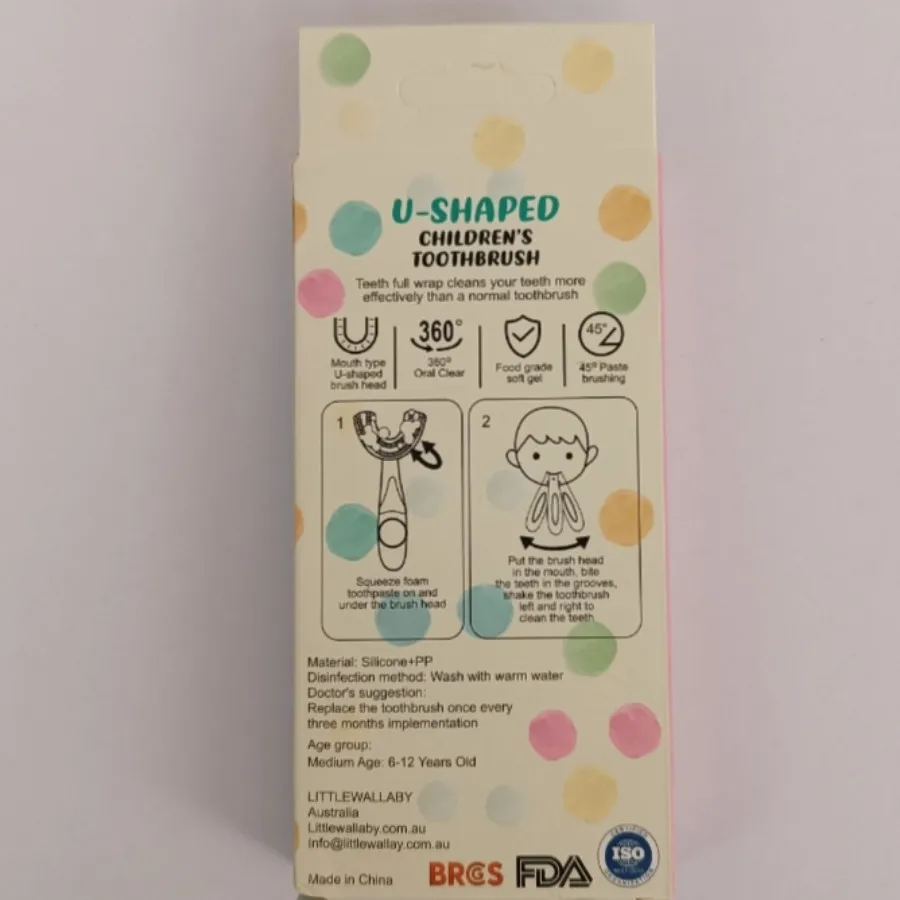 U-SHAPED
CHILDREN'S
TOOTHBRUSH
Teeth full wrap cleans your teeth more
effectively than a normal toothbrush
Mouth type
U-shaped
brush head
360°
360°
Oral Clear
Food grade
soft gel
45°
45° Paste
brushing
1
Squeeze foam
toothpaste on and
under the brush head
2
Put the brush head
in the mouth, bite
the teeth in the grooves,
shake the toothbrush
left and right to
clean the teeth
Material: Silicone+PP
Disinfection method: Wash with warm water
Doctor's suggestion:
Replace the toothbrush once every
three months implementation
Age group:
Medium Age: 6-12 Years Old
LITTLEWALLABY
Australia
Littlewallaby.com.au
Info@littlewallay.com.au
Made in China
BRCGS
FDA
CERTIFIED
ISO
ORGANIZATION